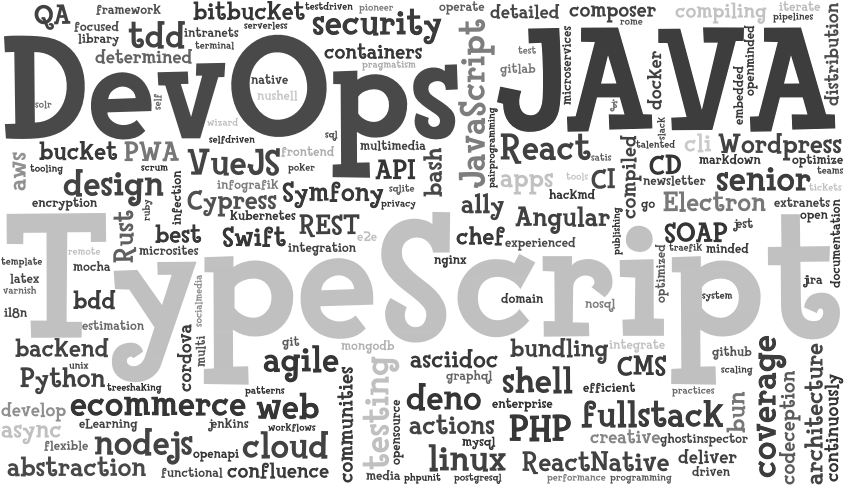 QA
framework
bitbucket
testdriven
pioneer
operate
detailed
composer
compiling
iterate
focused
library
tdd
intranets
serverless
security
rome
pipelines
terminal
determined
containers
JavaScript
test
microservices
docker
embedded
openminded
distribution
DevOps
JAVA
pragmatism
gitlab
native
nushell
solr
self
wizard
selfdriven
sql
multimedia
pairprogramming
slack
talented
cli
Wordpress
aws
bucket
PWA
VueJS
frontend
API
bash
React
satis
compiled
CD
markdown
optimize
tooling
scrum
poker
teams
design
infection
infografik
Symfony
sqlite
apps
tools
CI
newsletter
senior
tickets
encryption
ruby
Cypress
privacy
ally
hackmd
go
Electron
extranets
Rust
Kubernetes
REST
Angular
publishing
open
best
Swift
e2e
chef
experienced
SOAP
jest
documentation
TypeScript
remote
microsites
integration
optimized
traefik
minded
template
mocha
nginx
latex
varnish
socialmedia
domain
nosql
system
jira
bdd
il8n
estimation
cordova
multi
git
mongodb
integrate
github
backend
agile
asciidoc
bundling
CMS
scaling
coverage
architecture
continuously
unix
Python
treeshaking
patterns
communities
testing
graphql
shell
efficient
practices
develop
ecommerce
web
opensource
deno
enterprise
fullstack
bun
codeception
async
eLearning
jenkins
workflows
actions
PHP
creative
ghostinspector
flexible
nodejs
openapi
cloud
mysql
linux
ReactNative
deliver
abstraction
functional
confluence
media
phpunit
postgresql
performance
programming
driven